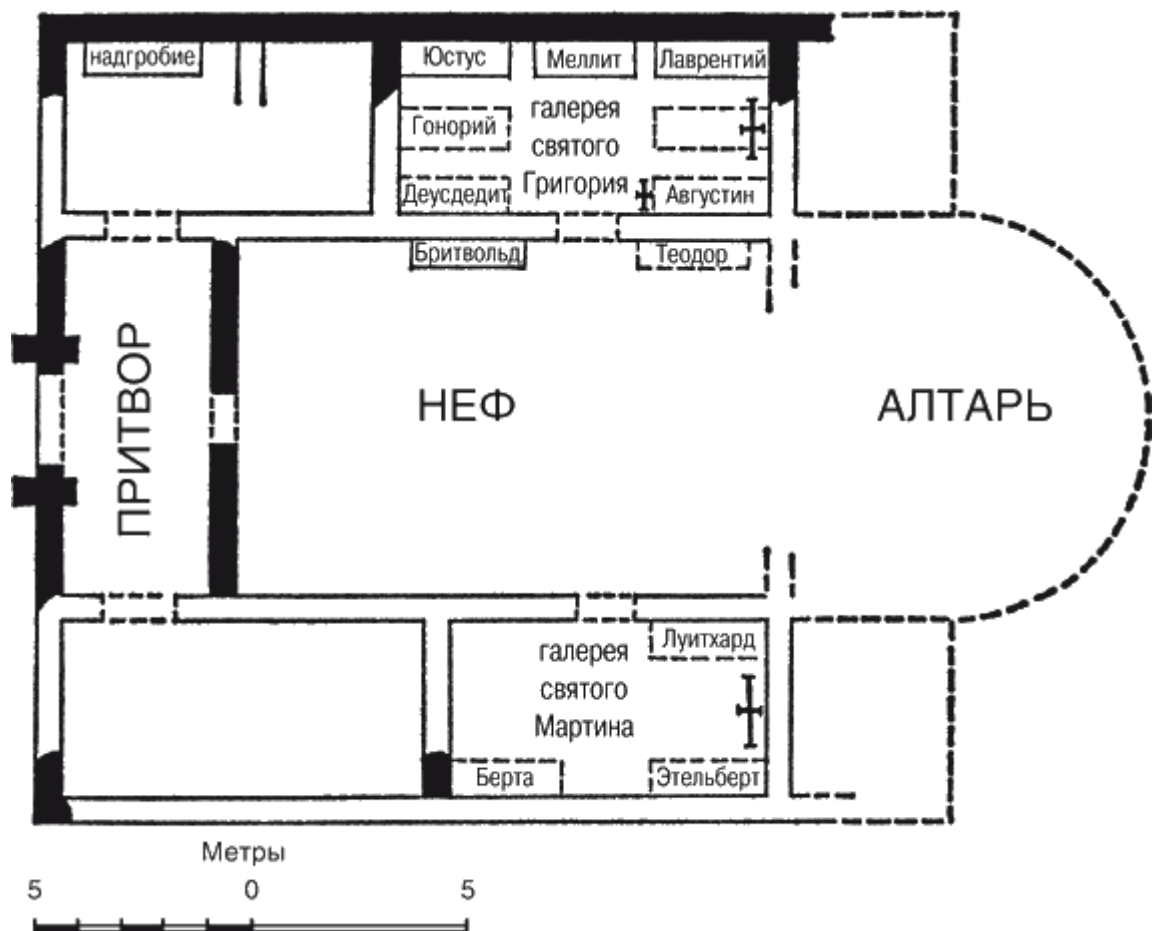 надгробие
Юстус
Меллит
Лаврентий
Гонорий
галерея
святого
Григория
Деусдедит
Августин
Бритвольд
Теодор
ПРИТВОР
НЕФ
АЛТАРЬ
галерея
святого
Мартина
Луитхард
Берта
Этельберт
Метры
5 0 5